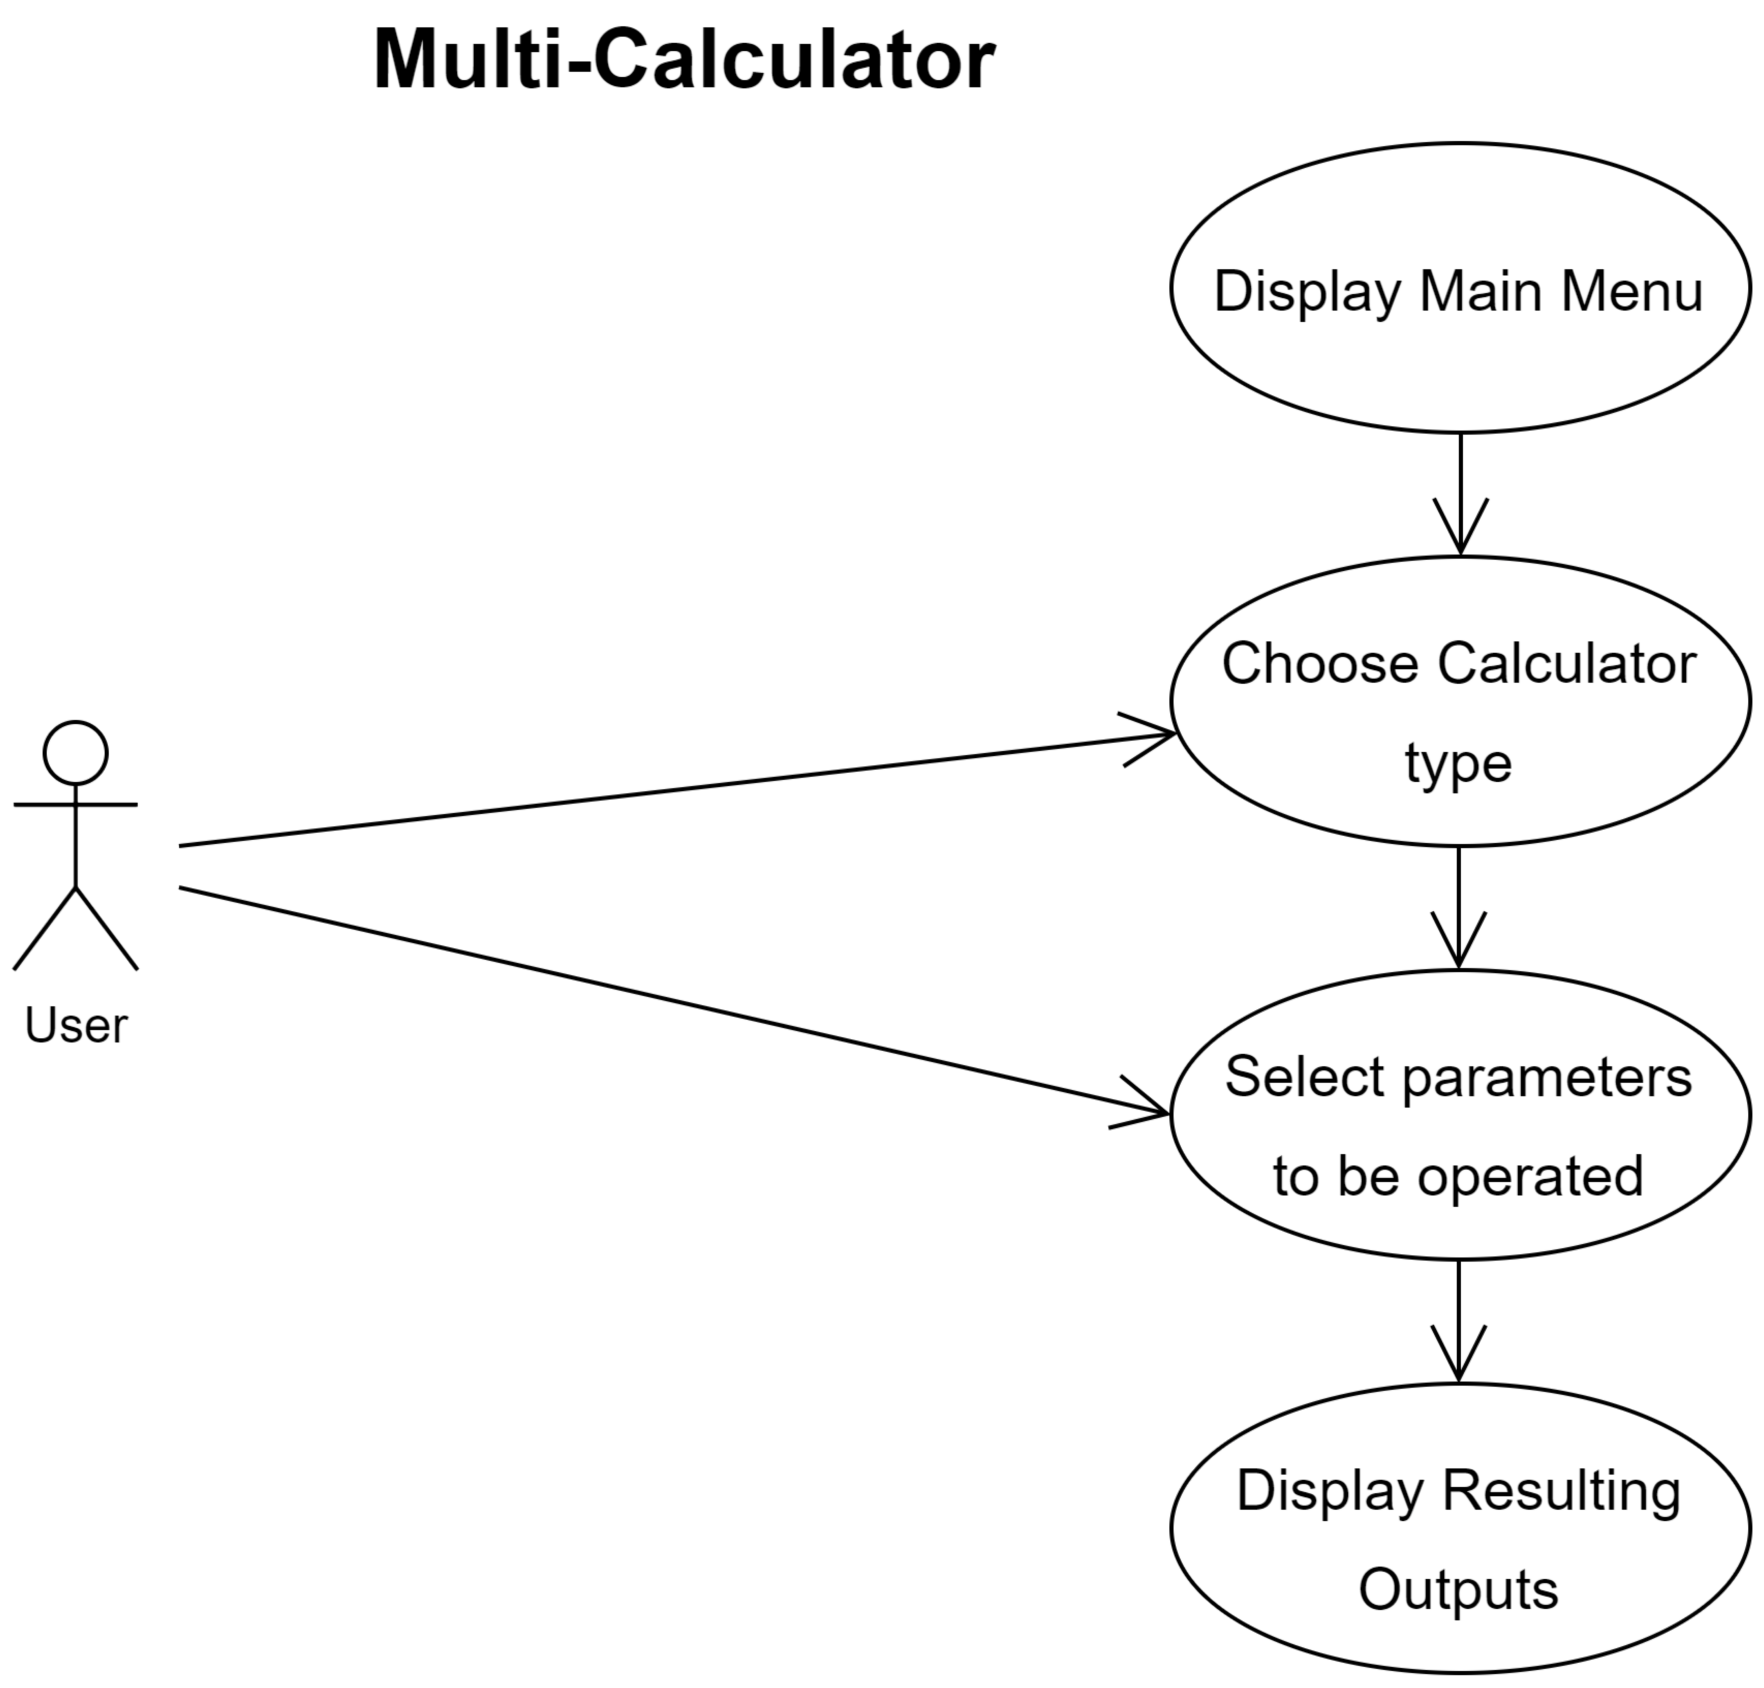 Multi-Calculator
Display Main Menu
Choose Calculator
type
User
Select parameters
to be operated
Display Resulting
Outputs